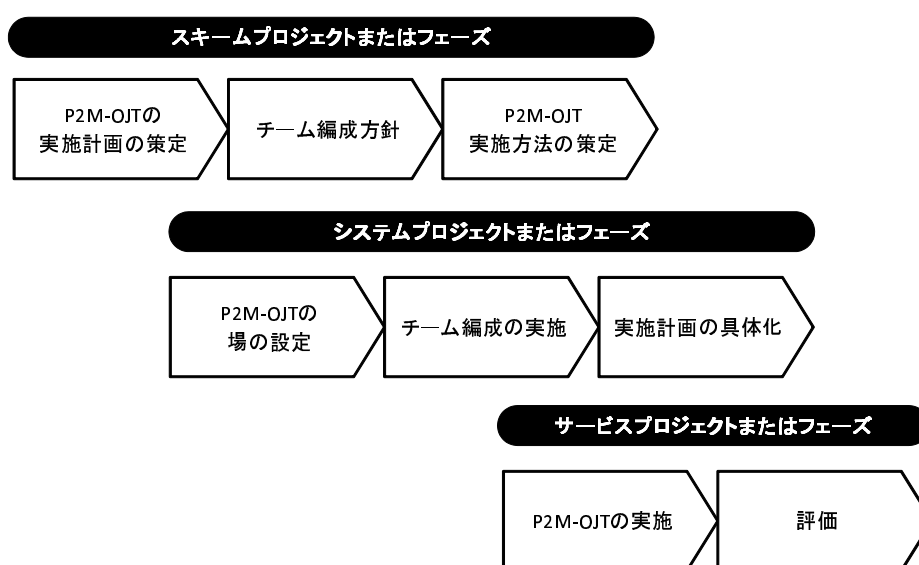 スキームプロジェクトまたはフェーズ
P2M-OJTの
実施計画の策定
チーム編成方針
P2M-OJT
実施方法の策定
システムプロジェクトまたはフェーズ
P2M-OJTの
場の設定
チーム編成の実施
実施計画の具体化
サービスプロジェクトまたはフェーズ
P2M-OJTの実施
評価